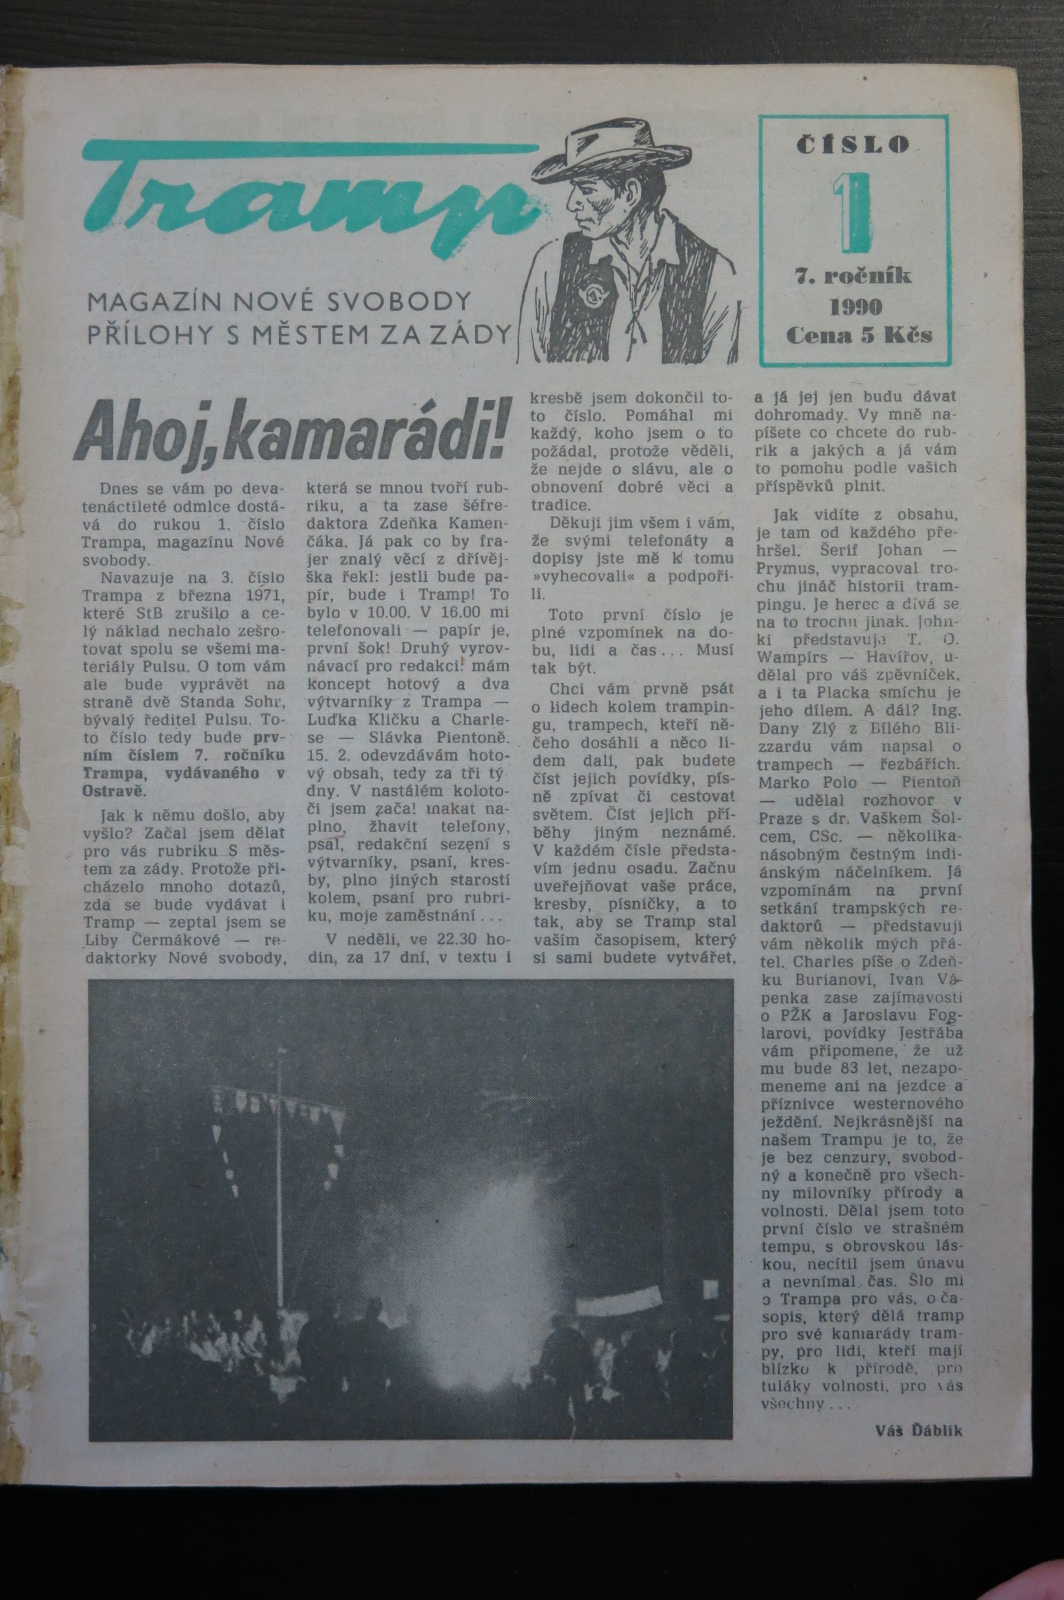 Tramp
MAGAZÍN NOVÉ SVOBODY
PŘÍLOHY S MĚSTEM ZA ZÁDY
ČÍSLO
1
7. ročník
1990
Cena 5 Kčs
Ahoj, kamarádi!
Dnes se vám po deva-
tenáctileté odmlce dostá-
vá do rukou 1. číslo
Trampa, magazínu Nové
svobody.
Navazuje na 3. číslo
Trampa z března 1971,
které StB zrušilo a ce-
lý náklad nechalo zešro-
tovat spolu se všemi ma-
teriály Pulsu. O tom vám
ale bude vyprávět na
straně dvě Standa Sohr,
bývalý ředitel Pulsu. To-
to číslo tedy bude prv-
ním číslem 7. ročníku
Trampa, vydávaného v
Ostravě.
Jak k němu došlo, aby
vyšlo? Začal jsem dělat
pro vás rubriku S měs-
tem za zády. Protože při-
cházelo mnoho dotazů,
zda se bude vydávat i
Tramp — zeptal jsem se
Liby Čermákové — re-
daktorky Nové svobody,
která se mnou tvoří rub-
riku, a ta zase šéfre-
daktora Zdeňka Kamen-
čáka. Já pak co by fra-
jer znalý věcí z dřívěj-
ška řekl: jestli bude pa-
pír, bude i Tramp! To
bylo v 10.00. V 16.00 mi
telefonovali — papír je,
první šok! Druhý vyrov-
návací pro redakci: mám
koncept hotový a dva
výtvarníky z Trampa —
Luďka Kličku a Charle-
se — Slávka Pientoně.
15. 2. odevzdávám hoto-
vý obsah, tedy za tři tý
dny. V nastálém koloto-
či jsem začal makat na-
plno, žhavit telefony,
psal, redakční sezení s
výtvarníky, psaní, kres-
by, plno jiných starostí
kolem, psaní pro rubri-
ku, moje zaměstnání...
V neděli, ve 22.30 ho-
din, za 17 dní, v textu i
kresbě jsem dokončil to-
to číslo. Pomáhal mi
každý, koho jsem o to
požádal, protože věděli,
že nejde o slávu, ale o
obnovení dobré věci a
tradice.
Děkuji jim všem i vám,
že svými telefonáty a
dopisy jste mě k tomu
»vyhecovali« a podpoři-
li.
Toto první číslo je
plné vzpomínek na do-
bu, lidi a čas... Musí
tak být.
Chci vám prvně psát
o lidech kolem trampin-
gu, trampech, kteří ně-
čeho dosáhli a něco li-
dem dali, pak budete
číst jejich povídky, pís-
ně zpívat či cestovat
světem. Číst jejich pří-
běhy jiným neznámé.
V každém čísle předsta-
vím jednu osadu. Začnu
uveřejňovat vaše práce,
kresby, písničky, a to
tak, aby se Tramp stal
vaším časopisem, který
si sami budete vytvářet,
a já jej jen budu dávat
dohromady. Vy mně na-
píšete co chcete do rub-
rik a jakých a já vám
to pomohu podle vašich
příspěvků plnit.
Jak vidíte z obsahu,
je tam od každého pře-
hršel. Šerif Johan —
Prymus, vypracoval tro-
chu jináč historii tram-
pingu. Je herec a dívá se
na to trochu jinak. John-
ki představuje T. O.
Wampírs — Havířov, u-
dělal pro váš zpěvníček,
a i ta Placka smíchu je
jeho dílem. A dál? Ing.
Dany Zlý z Bílého Bli-
zzardu vám napsal o
trampech — řezbářích.
Marko Polo — Pientoň
— udělal rozhovor v
Praze s dr. Vaškem Šol-
cem, CSc. — několika-
násobným čestným indi-
ánským náčelníkem. Já
vzpomínám na první
setkání trampských re-
daktorů — představuji
vám několik mých přá-
tel. Charles píše o Zdeň-
ku Burianovi, Ivan Vá-
penka zase zajímavosti
o PŽK a Jaroslavu Fog-
larovi, povídky Jestřába
vám připomene, že už
mu bude 83 let, nezapo-
meneme ani na jezdce a
příznivce westernového
ježdění. Nejkrásnější na
našem Trampu je to, že
je bez cenzury, svobod-
ný a konečně pro všech-
ny milovníky přírody a
volnosti. Dělal jsem toto
první číslo ve strašném
tempu, s obrovskou lás-
kou, necítil jsem únavu
a nevnímal čas. Šlo mi
o Trampa pro vás, o ča-
sopis, který dělá tramp
pro své kamarády tram-
py, pro lidi, kteří mají
blízko k přírodě, pro
tuláky volnosti, pro vás
všechny...
Váš Ďáblík